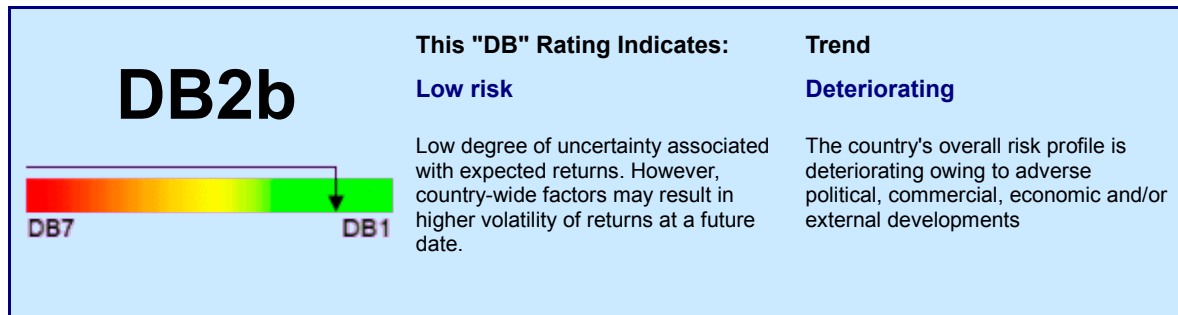 DB2b
DB7
DB1
This "DB" Rating Indicates:
Low risk
Low degree of uncertainty associated
with expected returns. However,
country-wide factors may result in
higher volatility of returns at a future
date.
Trend
Deteriorating
The country's overall risk profile is
deteriorating owing to adverse
political, commercial, economic and/or
external developments